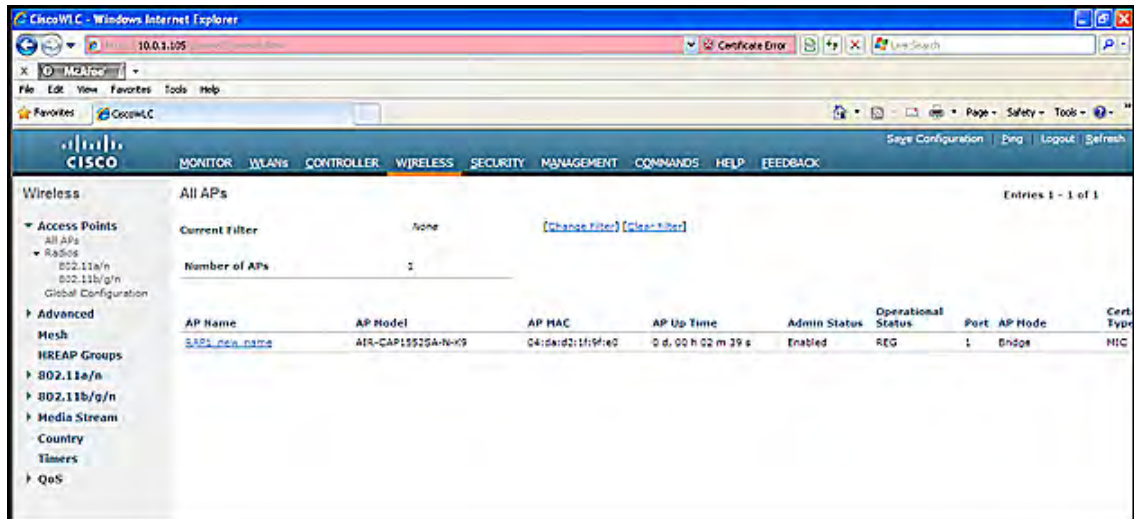 CiscoWLC - Windows Internet Explorer
10.0.1.105
Certificate Error
Live Search
X McAfee
File Edit View Favorites Tools Help
Favorites CiscoWLC
Page Safety Tools
Save Configuration Ping Logout Refresh
CISCO
MONITOR WLANs CONTROLLER WIRELESS SECURITY MANAGEMENT COMMANDS HELP FEEDBACK
Wireless
Access Points
All APs
Radios
802.11a/n
802.11b/g/n
Global Configuration
Advanced
Mesh
HREAP Groups
802.11a/n
802.11b/g/n
Media Stream
Country
Timers
QoS
All APs
Entries 1 - 1 of 1
Current Filter None [Change Filter] [Clear Filter]
Number of APs 1
AP Name AP Model AP MAC AP Up Time Admin Status Operational Status Port AP Mode Cert Type
RAP1_new_name AIR-CAP1552SA-N-K9 0 d, 00 h 02 m 39 s Enabled REG 1 Bridge MIC